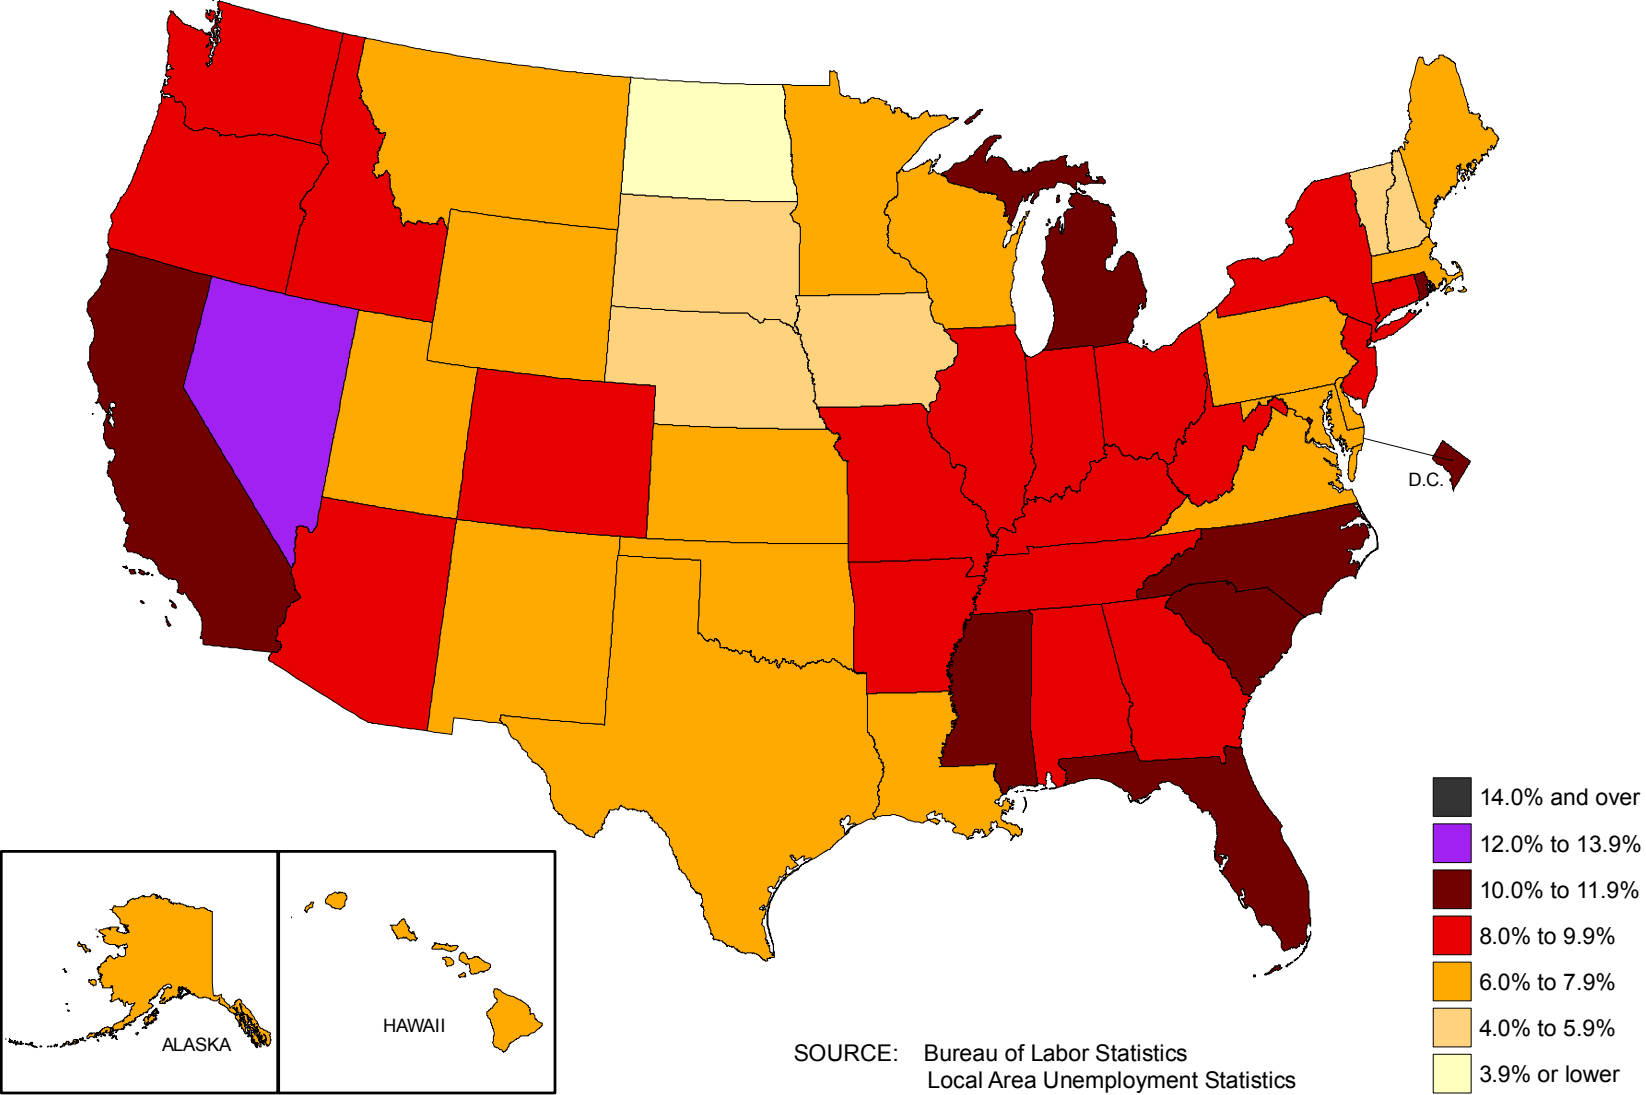 D.C.
14.0% and over
12.0% to 13.9%
10.0% to 11.9%
8.0% to 9.9%
6.0% to 7.9%
4.0% to 5.9%
3.9% or lower
ALASKA
HAWAII
SOURCE: Bureau of Labor Statistics
Local Area Unemployment Statistics